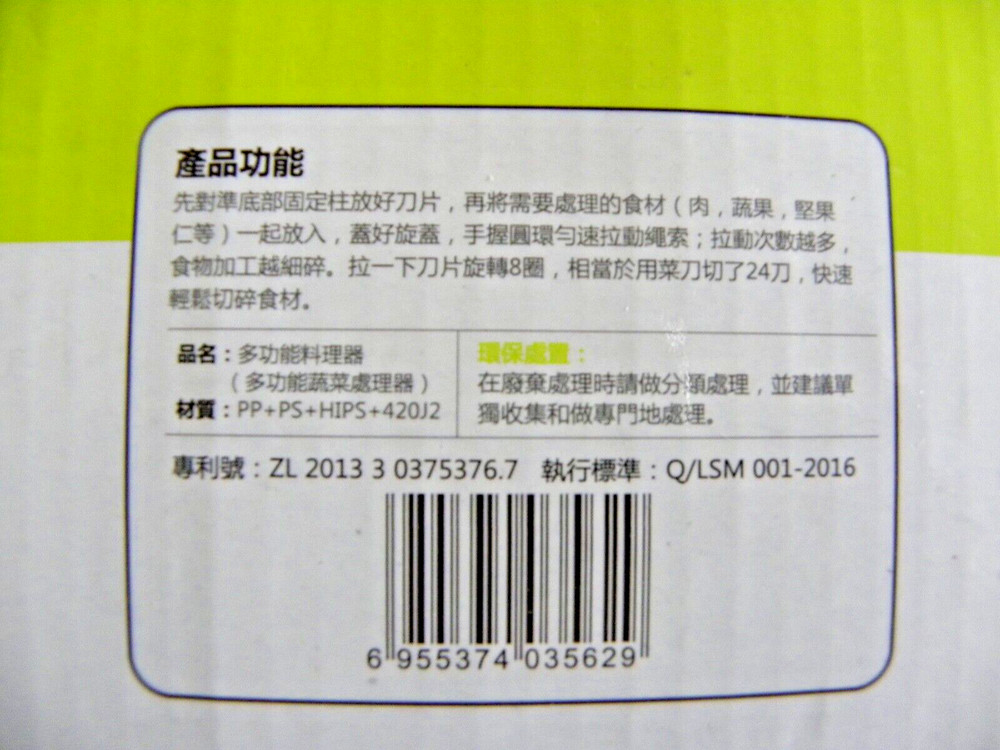 產品功能
先對準底部固定柱放好刀片，再將需要處理的食材（肉，蔬果，堅果
仁等）一起放入，蓋好旋蓋，手握圓環勻速拉動繩索；拉動次數越多，
食物加工越細碎。拉一下刀片旋轉8圈，相當於用菜刀切了24刀，快速
輕鬆切碎食材。
品名：多功能料理器
（多功能蔬菜處理器）
材質：PP+PS+HIPS+420J2
環保處置：
在廢棄處理時請做分類處理，並建議單
獨收集和做專門地處理。
專利號：ZL 2013 3 0375376.7 執行標準：Q/LSM 001-2016
6 955374 035629